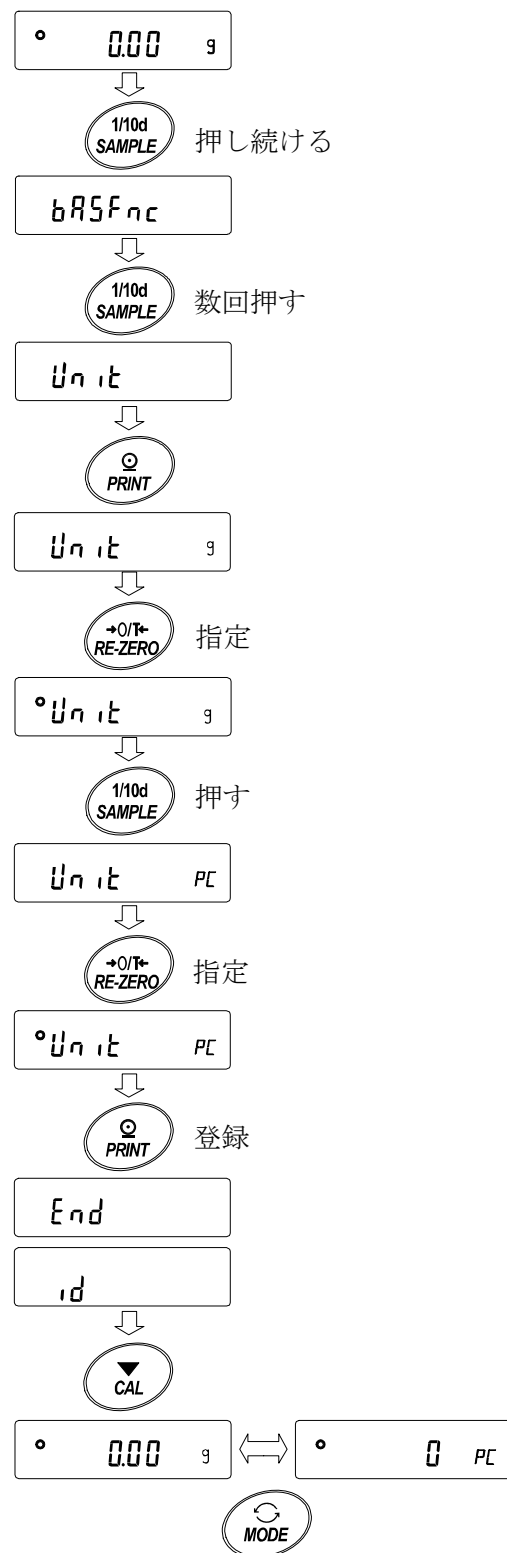 ° 0.00 g
1/10d
SAMPLE 押し続ける
bASFnc
1/10d
SAMPLE 数回押す
Unit
PRINT
Unit g
→0/T←
RE-ZERO 指定
°Unit g
1/10d
SAMPLE 押す
Unit PC
→0/T←
RE-ZERO 指定
°Unit PC
PRINT 登録
End
id
CAL
° 0.00 g ° 0 PC
MODE